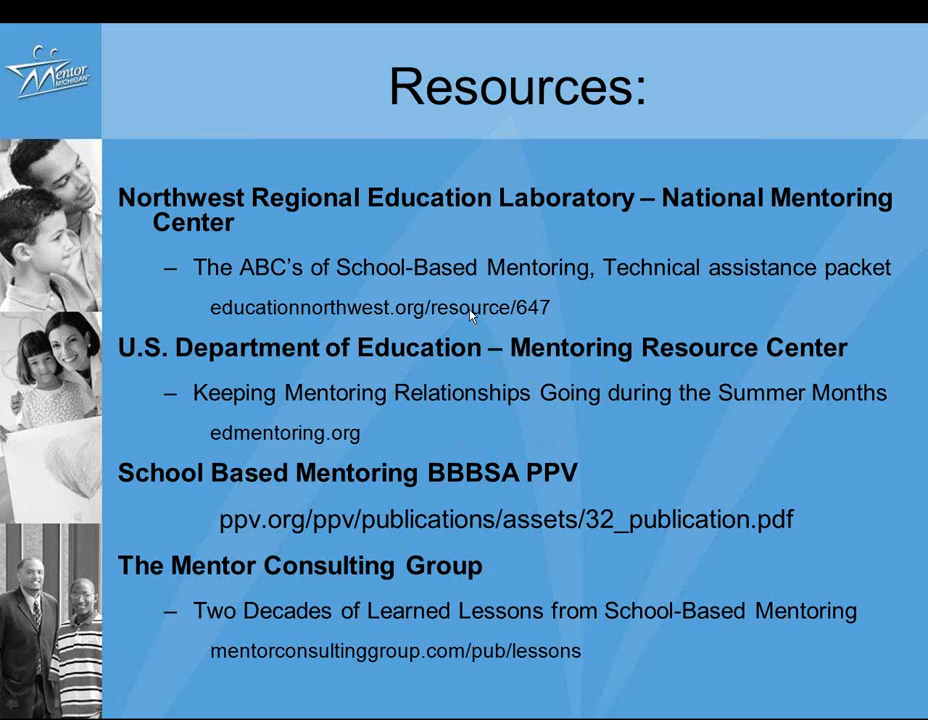 Mentor
MICHIGAN
Resources:
Northwest Regional Education Laboratory – National Mentoring
Center
– The ABC's of School-Based Mentoring, Technical assistance packet
educationnorthwest.org/resource/647
U.S. Department of Education – Mentoring Resource Center
– Keeping Mentoring Relationships Going during the Summer Months
edmentoring.org
School Based Mentoring BBBSA PPV
ppv.org/ppv/publications/assets/32_publication.pdf
The Mentor Consulting Group
– Two Decades of Learned Lessons from School-Based Mentoring
mentorconsultinggroup.com/pub/lessons